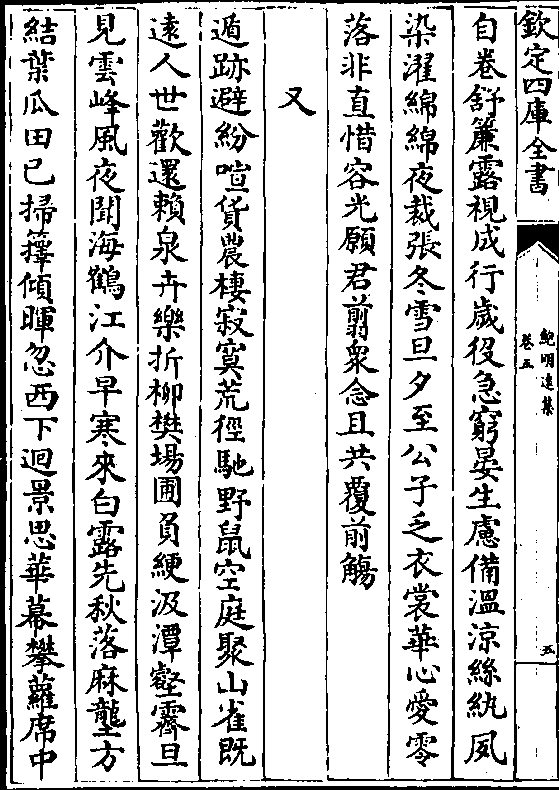 欽定四庫全書
鮑明遠集
卷五
五
自卷舒簾露視成行歲役急窮晏生慮備溫涼絲紈夙
染濯綿綿夜裁張冬雪旦夕至公子乏衣裳華心愛零
落非直惜容光願君翦衆念且共覆前觴
又
遁跡避紛喧貨農棲寂寞荒徑馳野鼠空庭聚山雀既
遠人世歡還賴泉卉樂折柳樊場圃負綆汲潭壑霽旦
見雲峰風夜聞海鶴江介早寒來白露先秋落麻壟方
結葉瓜田已掃籜傾暉忽西下迴景思華幕攀蘿席中